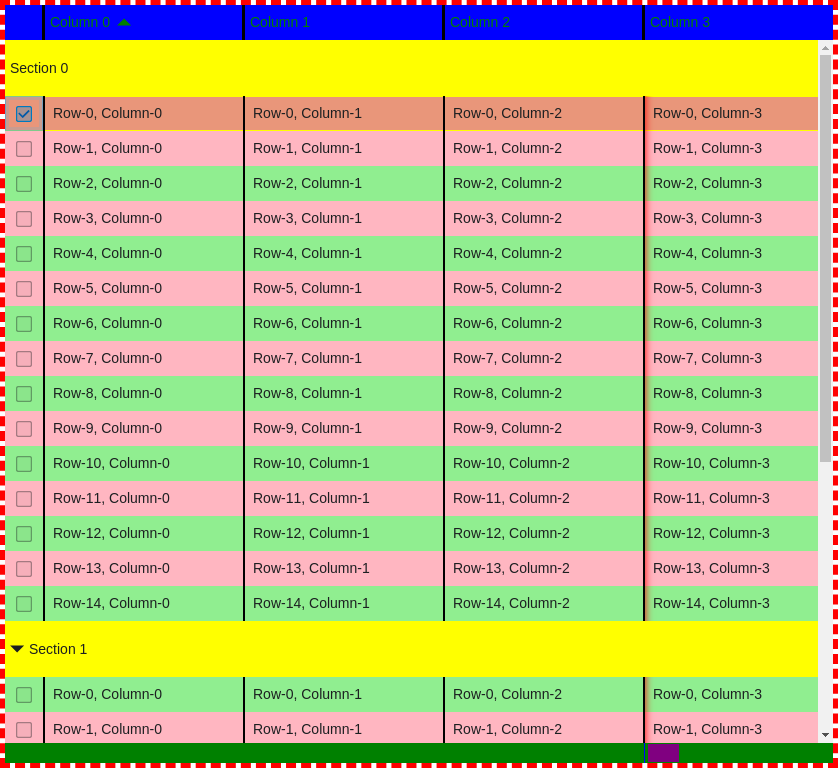 Column 0 Column 1 Column 2 Column 3
Section 0
Row-0, Column-0 Row-0, Column-1 Row-0, Column-2 Row-0, Column-3
Row-1, Column-0 Row-1, Column-1 Row-1, Column-2 Row-1, Column-3
Row-2, Column-0 Row-2, Column-1 Row-2, Column-2 Row-2, Column-3
Row-3, Column-0 Row-3, Column-1 Row-3, Column-2 Row-3, Column-3
Row-4, Column-0 Row-4, Column-1 Row-4, Column-2 Row-4, Column-3
Row-5, Column-0 Row-5, Column-1 Row-5, Column-2 Row-5, Column-3
Row-6, Column-0 Row-6, Column-1 Row-6, Column-2 Row-6, Column-3
Row-7, Column-0 Row-7, Column-1 Row-7, Column-2 Row-7, Column-3
Row-8, Column-0 Row-8, Column-1 Row-8, Column-2 Row-8, Column-3
Row-9, Column-0 Row-9, Column-1 Row-9, Column-2 Row-9, Column-3
Row-10, Column-0 Row-10, Column-1 Row-10, Column-2 Row-10, Column-3
Row-11, Column-0 Row-11, Column-1 Row-11, Column-2 Row-11, Column-3
Row-12, Column-0 Row-12, Column-1 Row-12, Column-2 Row-12, Column-3
Row-13, Column-0 Row-13, Column-1 Row-13, Column-2 Row-13, Column-3
Row-14, Column-0 Row-14, Column-1 Row-14, Column-2 Row-14, Column-3
Section 1
Row-0, Column-0 Row-0, Column-1 Row-0, Column-2 Row-0, Column-3
Row-1, Column-0 Row-1, Column-1 Row-1, Column-2 Row-1, Column-3